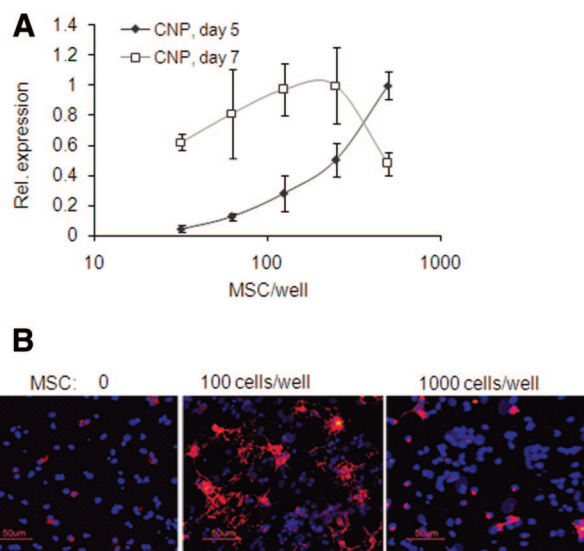 A
CNP, day 5
CNP, day 7
Rel. expression
1.4
1.2
1
0.8
0.6
0.4
0.2
0
10
100
1000
MSC/well
B
MSC: 0
100 cells/well
1000 cells/well
50um
50um
50um